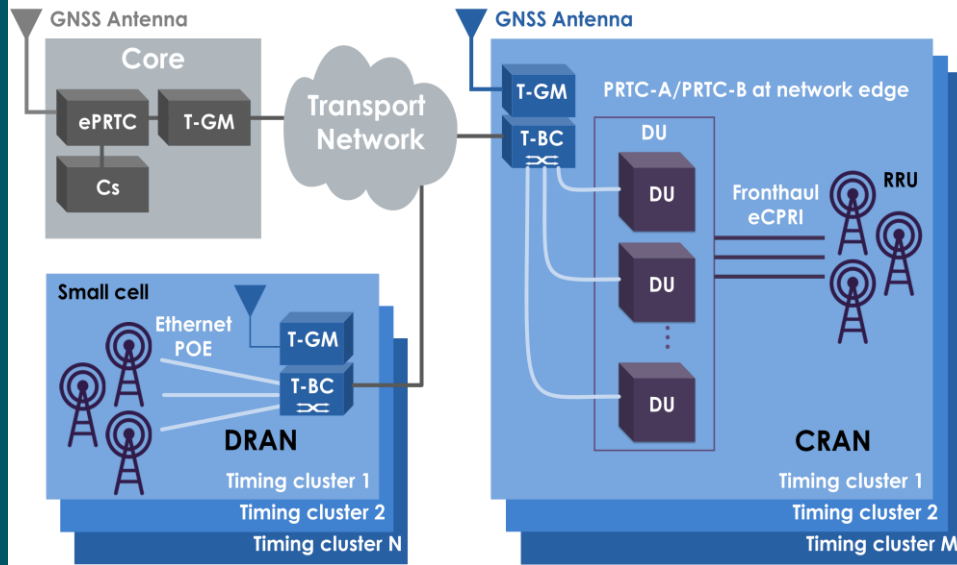 GNSS Antenna
Core
ePRTC
T-GM
Cs
Transport
Network
GNSS Antenna
T-GM
T-BC
PRTC-A/PRTC-B at network edge
DU
DU
DU
DU
Fronthaul
eCPRI
RRU
CRAN
Timing cluster 1
Timing cluster 2
Timing cluster M
Small cell
Ethernet
POE
T-GM
T-BC
DRAN
Timing cluster 1
Timing cluster 2
Timing cluster N